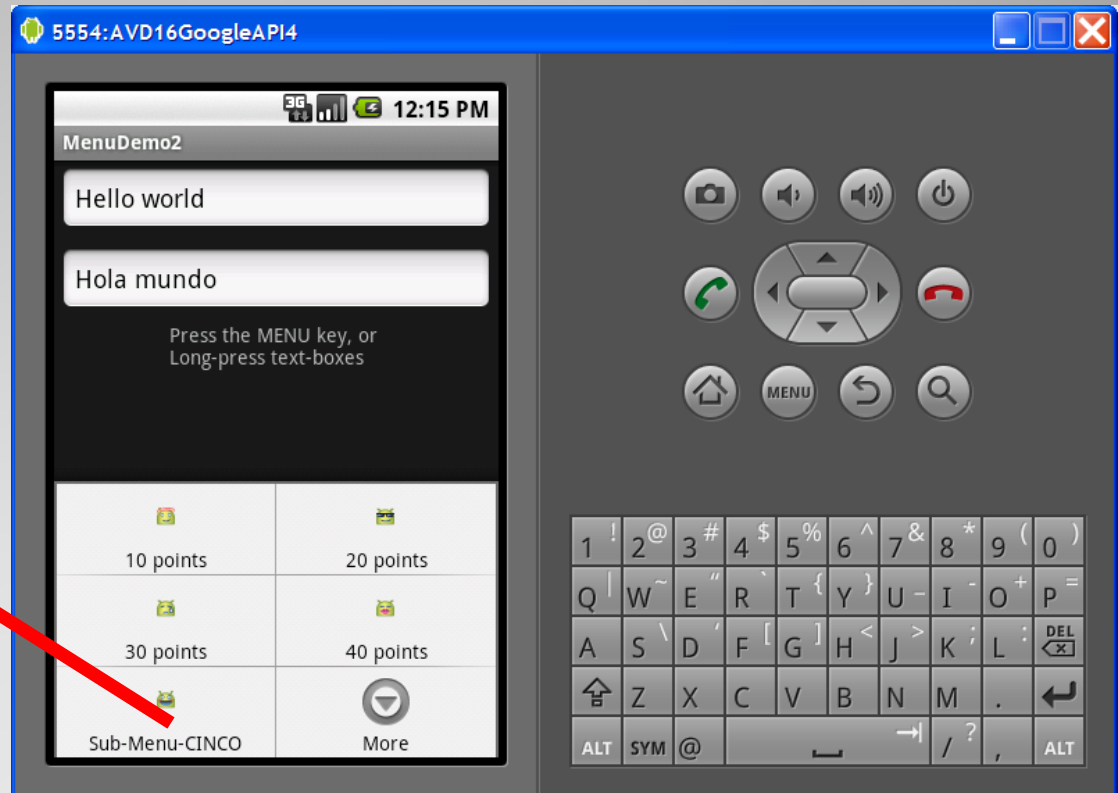 5554:AVD16GoogleAPI4
3G 12:15 PM
MenuDemo2
Hello world
Hola mundo
Press the MENU key, or
Long-press text-boxes
10 points 20 points
30 points 40 points
Sub-Menu-CINCO More
MENU
1 ! 2 @ 3 # 4 $ 5 % 6 ^ 7 & 8 * 9 ( 0 )
Q | W ~ E " R ` T { Y } U _ I - O + P =
A S \ D ' F [ G ] H < J > K ; L : DEL
Z X C V B N M .
ALT SYM @ / ? , ALT